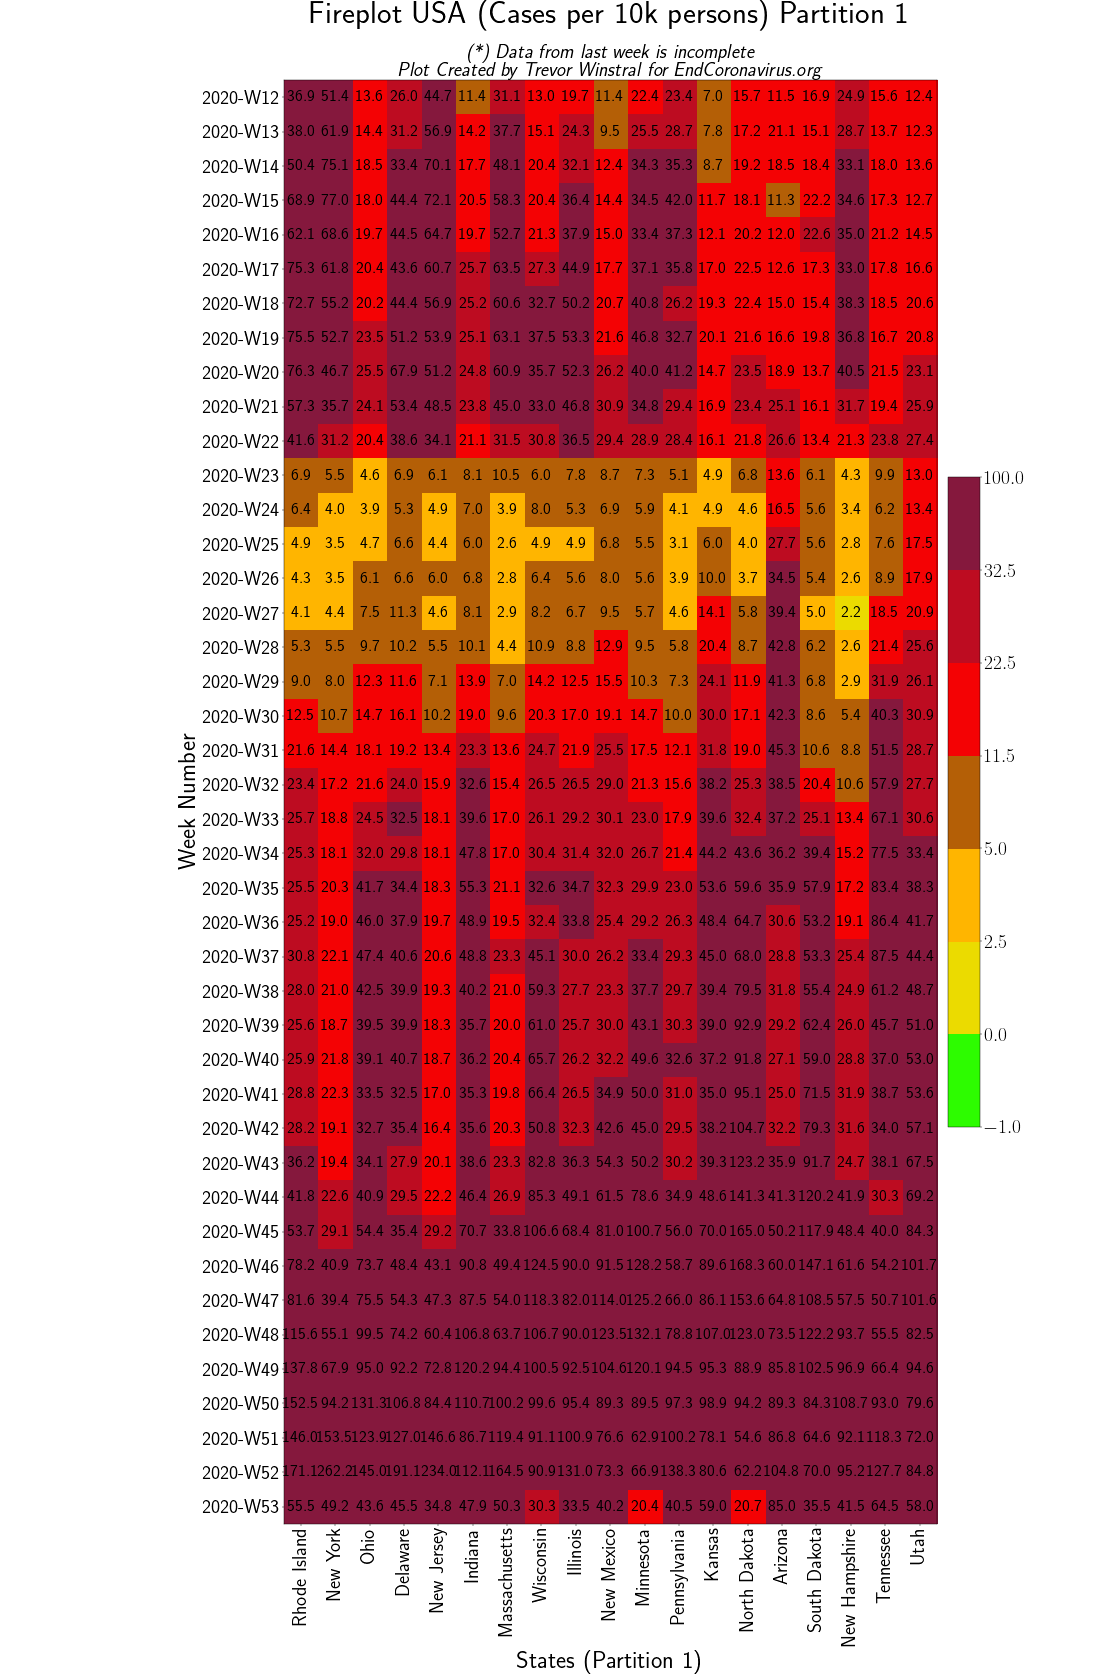 Fireplot USA (Cases per 10k persons) Partition 1
(*) Data from last week is incomplete
Plot Created by Trevor Winstral for EndCoronavirus.org
Week Number
2020-W12 36.9 51.4 13.6 26.0 44.7 11.4 31.1 13.0 19.7 11.4 22.4 23.4 7.0 15.7 11.5 16.9 24.9 15.6 12.4
2020-W13 38.0 61.9 14.4 31.2 56.9 14.2 37.7 15.1 24.3 9.5 25.5 28.7 7.8 17.2 21.1 15.1 28.7 13.7 12.3
2020-W14 50.4 75.1 18.5 33.4 70.1 17.7 48.1 20.4 32.1 12.4 34.3 35.3 8.7 19.2 18.5 18.4 33.1 18.0 13.6
2020-W15 68.9 77.0 18.0 44.4 72.1 20.5 58.3 20.4 36.4 14.4 34.5 42.0 11.7 18.1 11.3 22.2 34.6 17.3 12.7
2020-W16 62.1 68.6 19.7 44.5 64.7 19.7 52.7 21.3 37.9 15.0 33.4 37.3 12.1 20.2 12.0 22.6 35.0 21.2 14.5
2020-W17 75.3 61.8 20.4 43.6 60.7 25.7 63.5 27.3 44.9 17.7 37.1 35.8 17.0 22.5 12.6 17.3 33.0 17.8 16.6
2020-W18 72.7 55.2 20.2 44.4 56.9 25.2 60.6 32.7 50.2 20.7 40.8 26.2 19.3 22.4 15.0 15.4 38.3 18.5 20.6
2020-W19 75.5 52.7 23.5 51.2 53.9 25.1 63.1 37.5 53.3 21.6 46.8 32.7 20.1 21.6 16.6 19.8 36.8 16.7 20.8
2020-W20 76.3 46.7 25.5 67.9 51.2 24.8 60.9 35.7 52.3 26.2 40.0 41.2 14.7 23.5 18.9 13.7 40.5 21.5 23.1
2020-W21 57.3 35.7 24.1 53.4 48.5 23.8 45.0 33.0 46.8 30.9 34.8 29.4 16.9 23.4 25.1 16.1 31.7 19.4 25.9
2020-W22 41.6 31.2 20.4 38.6 34.1 21.1 31.5 30.8 36.5 29.4 28.9 28.4 16.1 21.8 26.6 13.4 21.3 23.8 27.4
2020-W23 6.9 5.5 4.6 6.9 6.1 8.1 10.5 6.0 7.8 8.7 7.3 5.1 4.9 6.8 13.6 6.1 4.3 9.9 13.0
2020-W24 6.4 4.0 3.9 5.3 4.9 7.0 3.9 8.0 5.3 6.9 5.9 4.1 4.9 4.6 16.5 5.6 3.4 6.2 13.4
2020-W25 4.9 3.5 4.7 6.6 4.4 6.0 2.6 4.9 4.9 6.8 5.5 3.1 6.0 4.0 27.7 5.6 2.8 7.6 17.5
2020-W26 4.3 3.5 6.1 6.6 6.0 6.8 2.8 6.4 5.6 8.0 5.6 3.9 10.0 3.7 34.5 5.4 2.6 8.9 17.9
2020-W27 4.1 4.4 7.5 11.3 4.6 8.1 2.9 8.2 6.7 9.5 5.7 4.6 14.1 5.8 39.4 5.0 2.2 18.5 20.9
2020-W28 5.3 5.5 9.7 10.2 5.5 10.1 4.4 10.9 8.8 12.9 9.5 5.8 20.4 8.7 42.8 6.2 2.6 21.4 25.6
2020-W29 9.0 8.0 12.3 11.6 7.1 13.9 7.0 14.2 12.5 15.5 10.3 7.3 24.1 11.9 41.3 6.8 2.9 31.9 26.1
2020-W30 12.5 10.7 14.7 16.1 10.2 19.0 9.6 20.3 17.0 19.1 14.7 10.0 30.0 17.1 42.3 8.6 5.4 40.3 30.9
2020-W31 21.6 14.4 18.1 19.2 13.4 23.3 13.6 24.7 21.9 25.5 17.5 12.1 31.8 19.0 45.3 10.6 8.8 51.5 28.7
2020-W32 23.4 17.2 21.6 24.0 15.9 32.6 15.4 26.5 26.5 29.0 21.3 15.6 38.2 25.3 38.5 20.4 10.6 57.9 27.7
2020-W33 25.7 18.8 24.5 32.5 18.1 39.6 17.0 26.1 29.2 30.1 23.0 17.9 39.6 32.4 37.2 25.1 13.4 67.1 30.6
2020-W34 25.3 18.1 32.0 29.8 18.1 47.8 17.0 30.4 31.4 32.0 26.7 21.4 44.2 43.6 36.2 39.4 15.2 77.5 33.4
2020-W35 25.5 20.3 41.7 34.4 18.3 55.3 21.1 32.6 34.7 32.3 29.9 23.0 53.6 59.6 35.9 57.9 17.2 83.4 38.3
2020-W36 25.2 19.0 46.0 37.9 19.7 48.9 19.5 32.4 33.8 25.4 29.2 26.3 48.4 64.7 30.6 53.2 19.1 86.4 41.7
2020-W37 30.8 22.1 47.4 40.6 20.6 48.8 23.3 45.1 30.0 26.2 33.4 29.3 45.0 68.0 28.8 53.3 25.4 87.5 44.4
2020-W38 28.0 21.0 42.5 39.9 19.3 40.2 21.0 59.3 27.7 23.3 37.7 29.7 39.4 79.5 31.8 55.4 24.9 61.2 48.7
2020-W39 25.6 18.7 39.5 39.9 18.3 35.7 20.0 61.0 25.7 30.0 43.1 30.3 39.0 92.9 29.2 62.4 26.0 45.7 51.0
2020-W40 25.9 21.8 39.1 40.7 18.7 36.2 20.4 65.7 26.2 32.2 49.6 32.6 37.2 91.8 27.1 59.0 28.8 37.0 53.0
2020-W41 28.8 22.3 33.5 32.5 17.0 35.3 19.8 66.4 26.5 34.9 50.0 31.0 35.0 95.1 25.0 71.5 31.9 38.7 53.6
2020-W42 28.2 19.1 32.7 35.4 16.4 35.6 20.3 50.8 32.3 42.6 45.0 29.5 38.2 104.7 32.2 79.3 31.6 34.0 57.1
2020-W43 36.2 19.4 34.1 27.9 20.1 38.6 23.3 82.8 36.3 54.3 50.2 30.2 39.3 123.2 35.9 91.7 24.7 38.1 67.5
2020-W44 41.8 22.6 40.9 29.5 22.2 46.4 26.9 85.3 49.1 61.5 78.6 34.9 48.6 141.3 41.3 120.2 41.9 30.3 69.2
2020-W45 53.7 29.1 54.4 35.4 29.2 70.7 33.8 106.6 68.4 81.0 100.7 56.0 70.0 165.0 50.2 117.9 48.4 40.0 84.3
2020-W46 78.2 40.9 73.7 48.4 43.1 90.8 49.4 124.5 90.0 91.5 128.2 58.7 89.6 168.3 60.0 147.1 61.6 54.2 101.7
2020-W47 81.6 39.4 75.5 54.3 47.3 87.5 54.0 118.3 82.0 114.0 125.2 66.0 86.1 153.6 64.8 108.5 57.5 50.7 101.6
2020-W48 115.6 55.1 99.5 74.2 60.4 106.8 63.7 106.7 90.0 123.5 132.1 78.8 107.0 123.0 73.5 122.2 93.7 55.5 82.5
2020-W49 137.8 67.9 95.0 92.2 72.8 120.2 94.4 100.5 92.5 104.6 120.1 94.5 95.3 88.9 85.8 102.5 96.9 66.4 94.6
2020-W50 152.5 94.2 131.3 106.8 84.4 110.7 100.2 99.6 95.4 89.3 89.5 97.3 98.9 94.2 89.3 84.3 108.7 93.0 79.6
2020-W51 146.0 153.5 123.9 127.0 146.6 86.7 119.4 91.1 100.9 76.6 62.9 100.2 78.1 54.6 86.8 64.6 92.1 118.3 72.0
2020-W52 171.1 262.2 145.0 191.1 234.0 112.1 164.5 90.9 131.0 73.3 66.9 138.3 80.6 62.2 104.8 70.0 95.2 127.7 84.8
2020-W53 55.5 49.2 43.6 45.5 34.8 47.9 50.3 30.3 33.5 40.2 20.4 40.5 59.0 20.7 85.0 35.5 41.5 64.5 58.0
Rhode Island New York Ohio Delaware New Jersey Indiana Massachusetts Wisconsin Illinois New Mexico Minnesota Pennsylvania Kansas North Dakota Arizona South Dakota New Hampshire Tennessee Utah
States (Partition 1)
100.0
32.5
22.5
11.5
5.0
2.5
0.0
−1.0